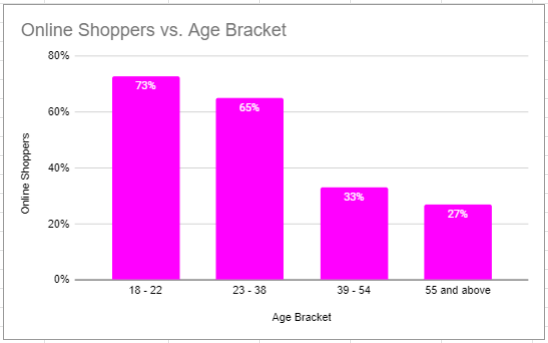 Online Shoppers vs. Age Bracket
80%
60%
40%
20%
0%
Online Shoppers
73%
65%
33%
27%
18 - 22
23 - 38
39 - 54
55 and above
Age Bracket